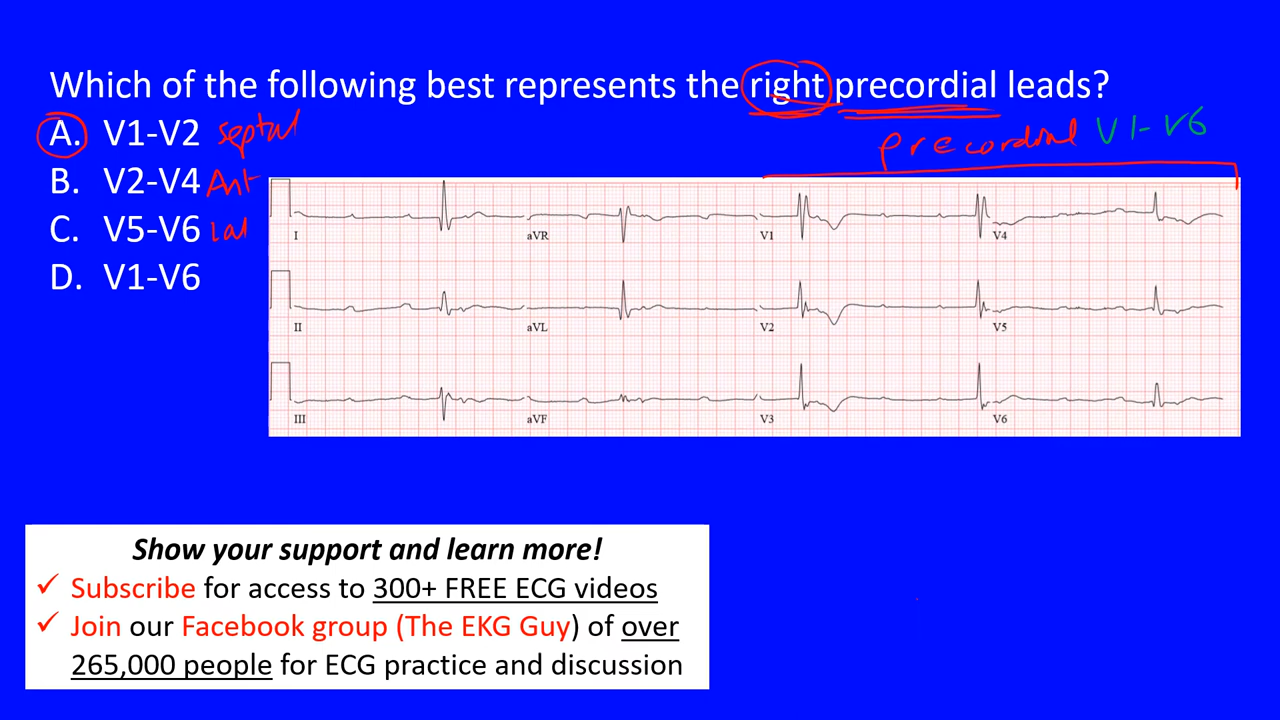 Which of the following best represents the right precordial leads?
A. V1-V2 septal
precordial V1-V6
B. V2-V4 Ant
C. V5-V6 lat
D. V1-V6
I aVR V1 V4
II aVL V2 V5
III aVF V3 V6
Show your support and learn more!
✓ Subscribe for access to 300+ FREE ECG videos
✓ Join our Facebook group (The EKG Guy) of over
265,000 people for ECG practice and discussion